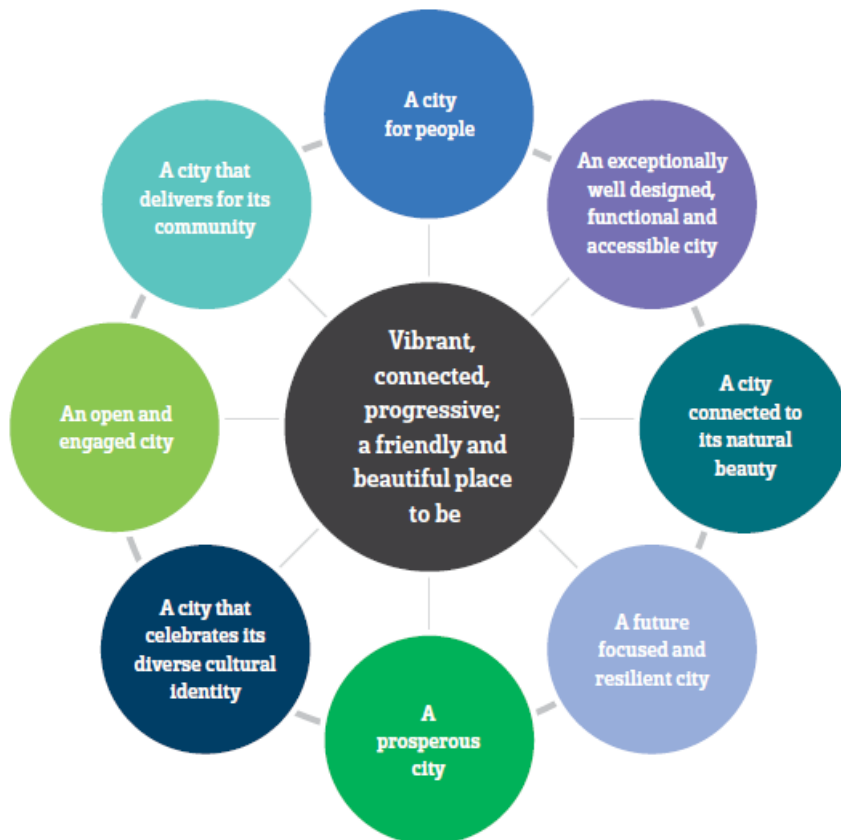 A city
for people
An exceptionally
well designed,
functional and
accessible city
A city
connected to
its natural
beauty
A future
focused and
resilient city
A
prosperous
city
A city that
celebrates its
diverse cultural
identity
An open and
engaged city
A city that
delivers for its
community
Vibrant,
connected,
progressive;
a friendly and
beautiful place
to be